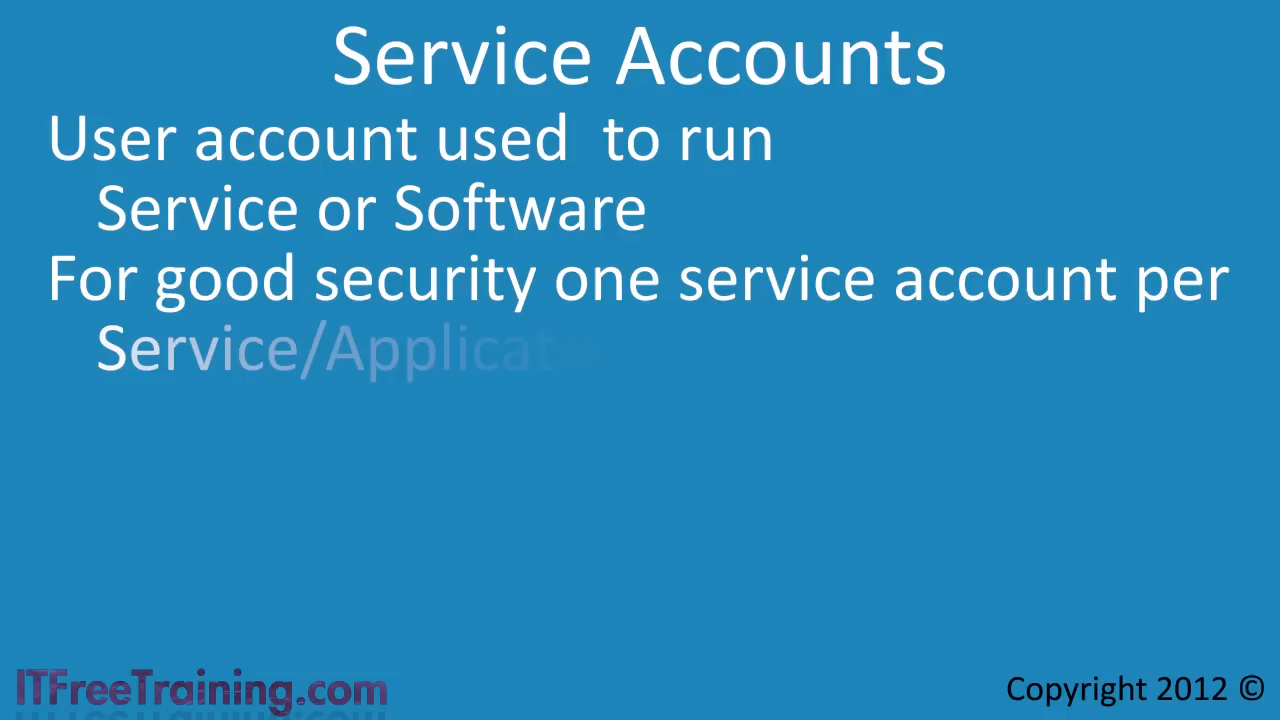 Service Accounts
User account used  to run
Service or Software
For good security one service account per
Service/Applicat
ITFreeTraining.com
Copyright 2012 ©